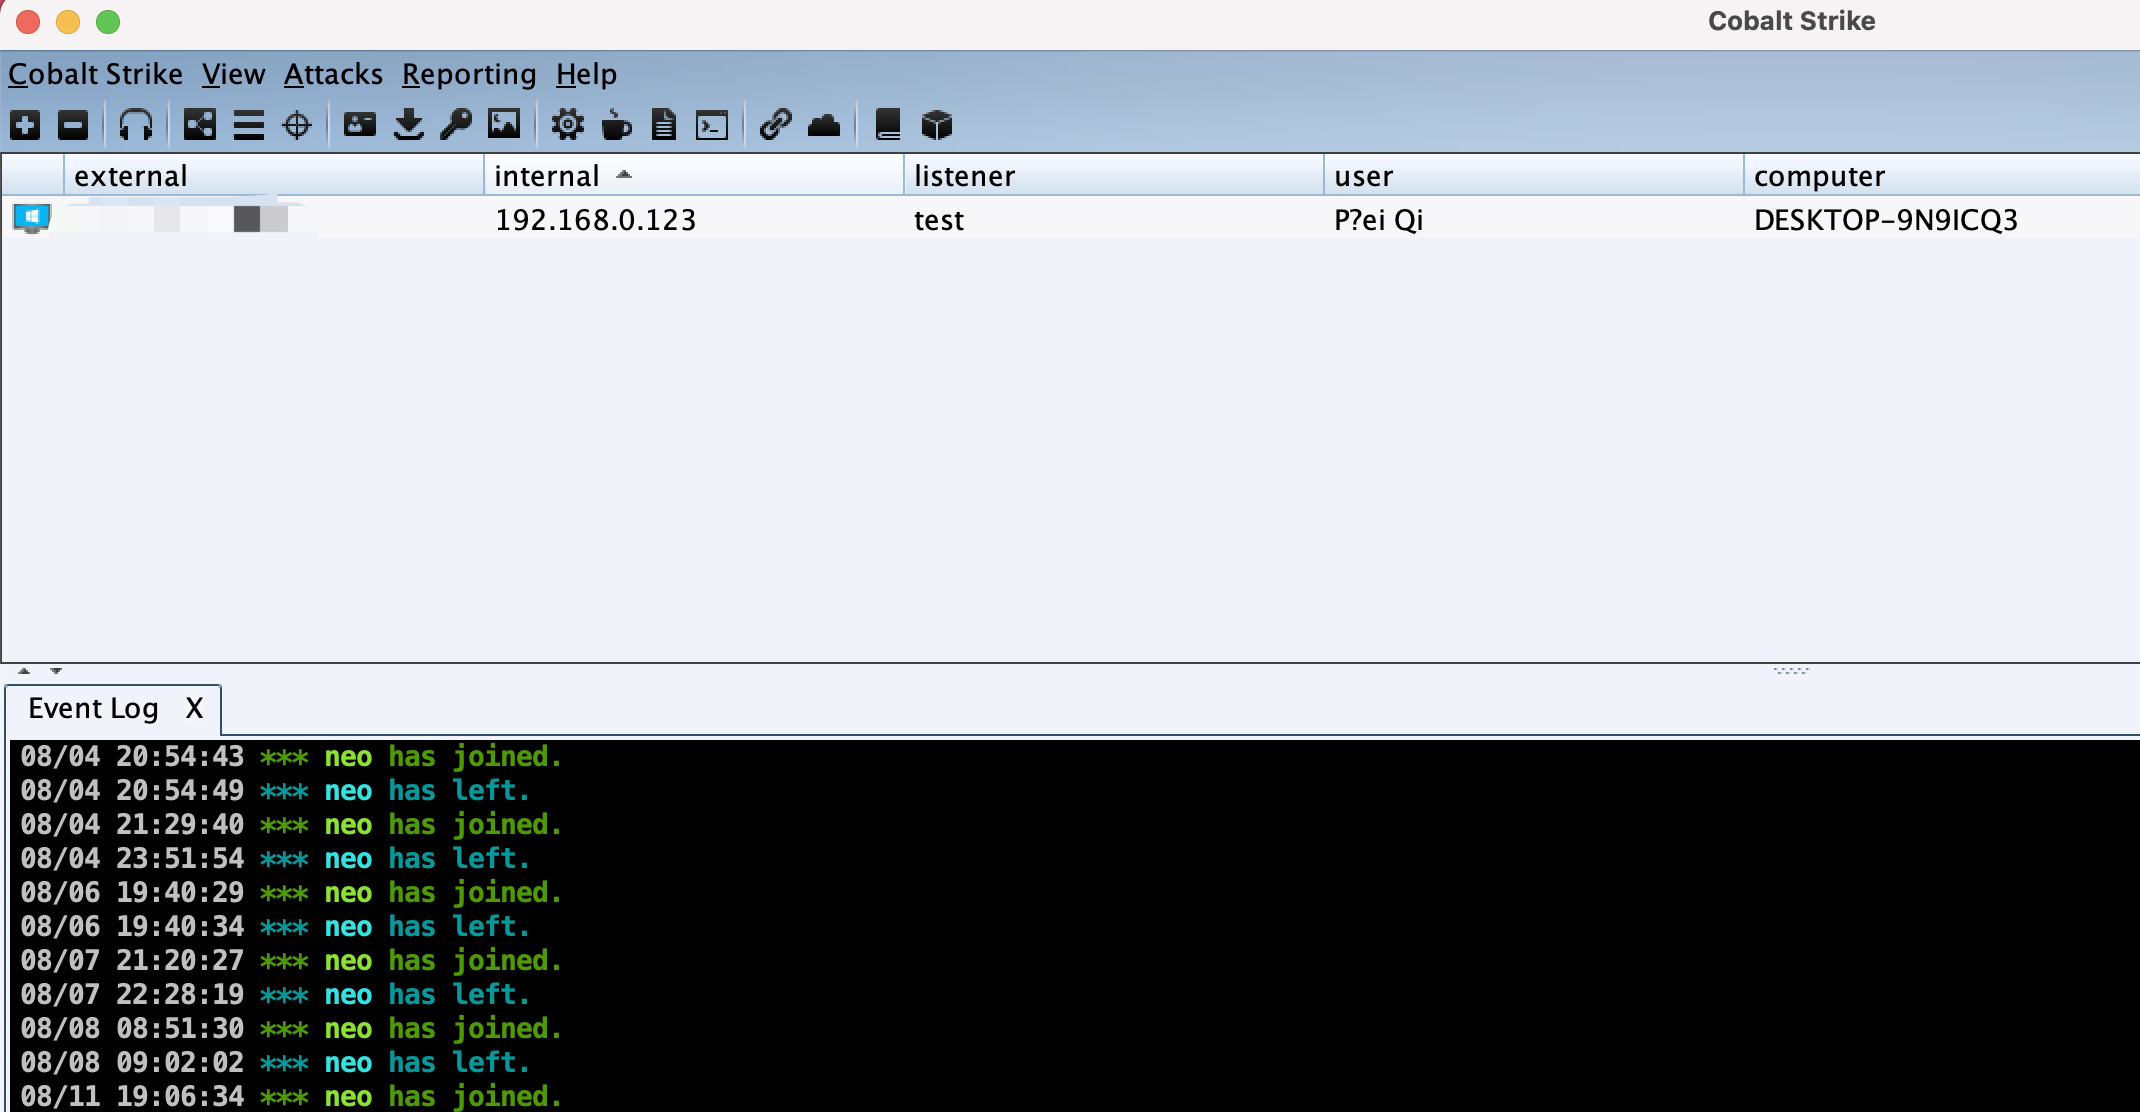 Cobalt Strike
Cobalt Strike View Attacks Reporting Help
external internal listener user computer
192.168.0.123 test P?ei Qi DESKTOP-9N9ICQ3
Event Log X
08/04 20:54:43 *** neo has joined.
08/04 20:54:49 *** neo has left.
08/04 21:29:40 *** neo has joined.
08/04 23:51:54 *** neo has left.
08/06 19:40:29 *** neo has joined.
08/06 19:40:34 *** neo has left.
08/07 21:20:27 *** neo has joined.
08/07 22:28:19 *** neo has left.
08/08 08:51:30 *** neo has joined.
08/08 09:02:02 *** neo has left.
08/11 19:06:34 *** neo has joined.